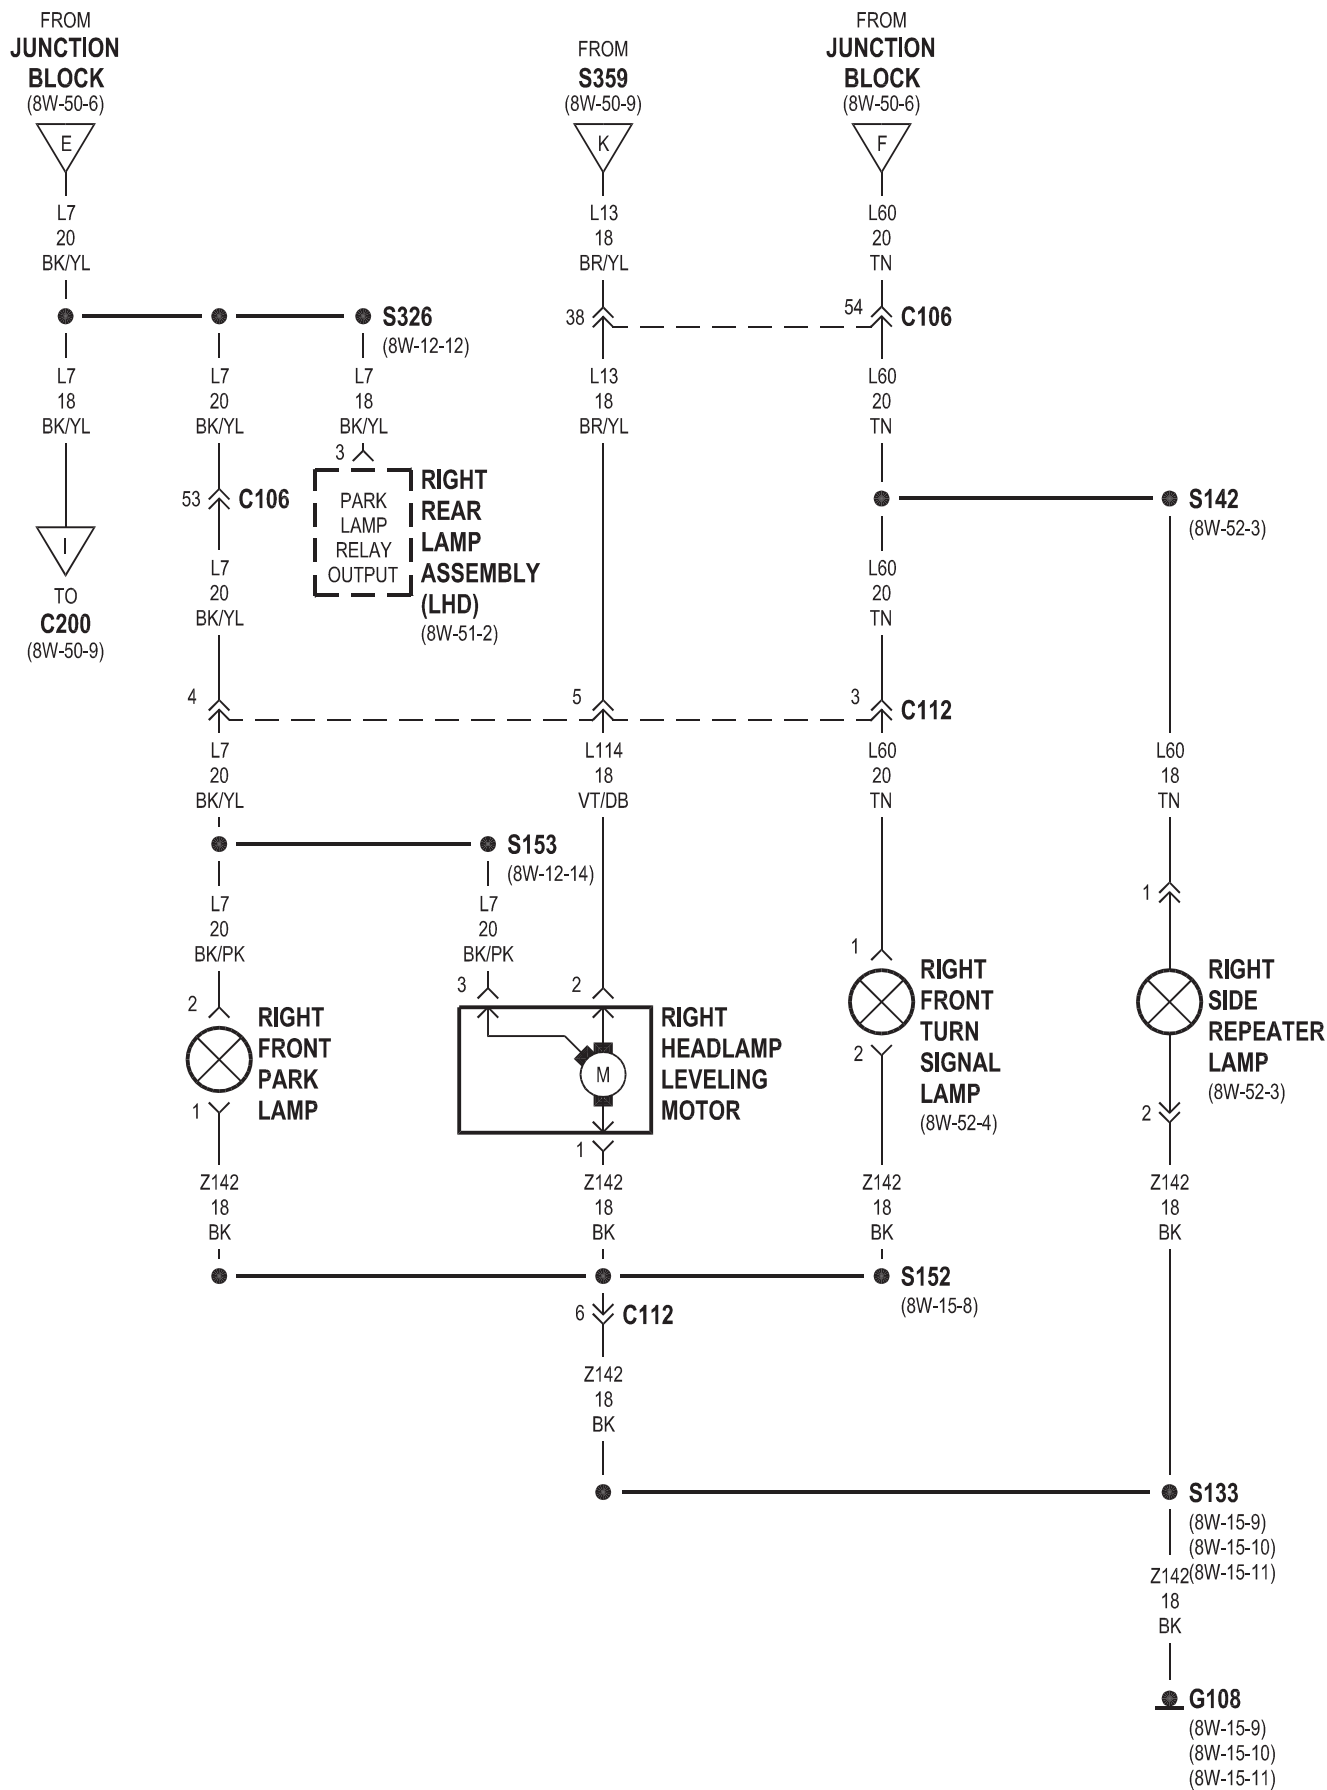 FROM
JUNCTION
BLOCK
(8W-50-6)
E
L7
20
BK/YL
FROM
S359
(8W-50-9)
K
L13
18
BR/YL
FROM
JUNCTION
BLOCK
(8W-50-6)
F
L60
20
TN
S326
(8W-12-12)
38
54
C106
L7
18
BK/YL
L7
20
BK/YL
L7
18
BK/YL
L13
18
BR/YL
L60
20
TN
3
53
C106
PARK
LAMP
RELAY
OUTPUT
RIGHT
REAR
LAMP
ASSEMBLY
(LHD)
(8W-51-2)
S142
(8W-52-3)
I
TO
C200
(8W-50-9)
L7
20
BK/YL
L60
20
TN
4
5
3
C112
L7
20
BK/YL
L114
18
VT/DB
L60
20
TN
L60
18
TN
S153
(8W-12-14)
L7
20
BK/PK
L7
20
BK/PK
1
2
RIGHT
FRONT
PARK
LAMP
1
3
2
M
RIGHT
HEADLAMP
LEVELING
MOTOR
1
1
RIGHT
FRONT
TURN
SIGNAL
LAMP
(8W-52-4)
2
RIGHT
SIDE
REPEATER
LAMP
(8W-52-3)
2
Z142
18
BK
Z142
18
BK
Z142
18
BK
Z142
18
BK
S152
(8W-15-8)
6
C112
Z142
18
BK
S133
(8W-15-9)
(8W-15-10)
(8W-15-11)
Z142
18
BK
G108
(8W-15-9)
(8W-15-10)
(8W-15-11)